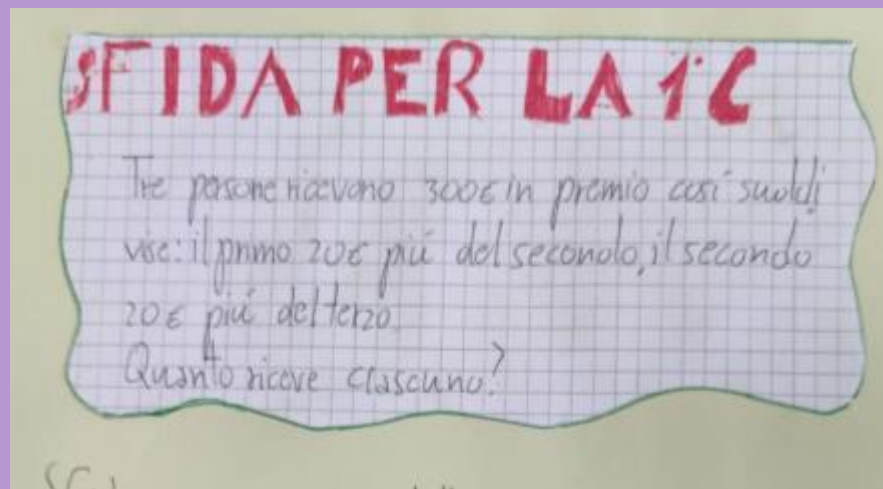 SFIDA PER LA 1°C
Tre persone ricevono 300€ in premio così suddi
vise: il primo 20€ più del secondo, il secondo
20€ più del terzo.
Quanto riceve ciascuno?